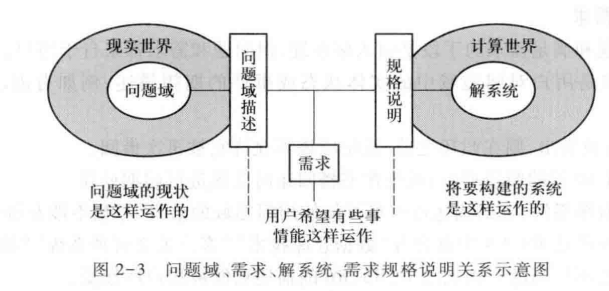 现实世界
问题域
问题域描述
规格说明
计算世界
解系统
需求
问题域的现状
是这样运作的
用户希望有些事
情能这样运作
将要构建的系统
是这样运作的
图 2-3 问题域、需求、解系统、需求规格说明关系示意图